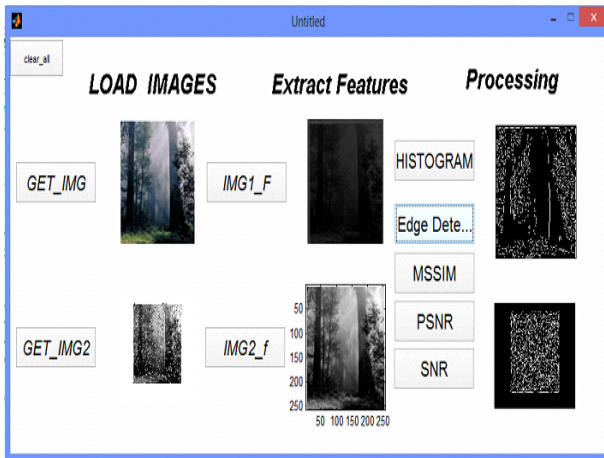 Untitled
clear_all
LOAD IMAGES
Extract Features
Processing
GET_IMG
IMG1_F
HISTOGRAM
Edge Dete...
MSSIM
PSNR
SNR
GET_IMG2
IMG2_f
50
100
150
200
250
50 100 150 200 250